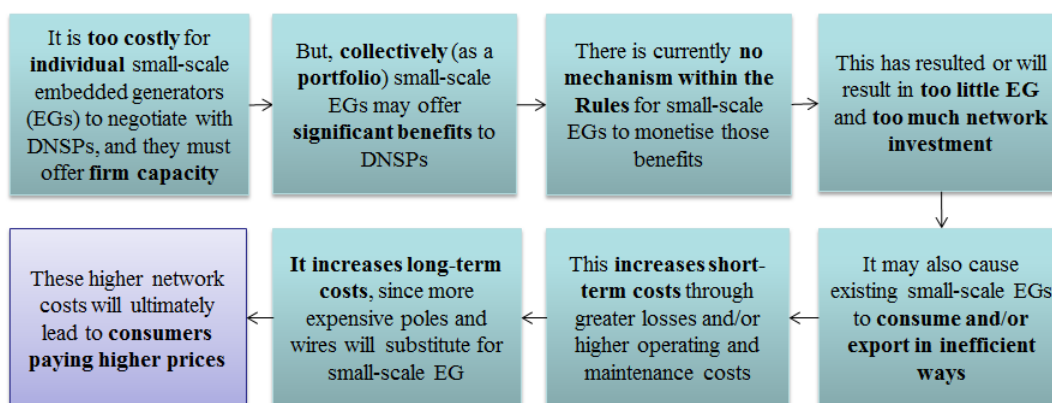 It is too costly for
individual small-scale
embedded generators
(EGs) to negotiate with
DNSPs, and they must
offer firm capacity
But, collectively (as a
portfolio) small-scale
EGs may offer
significant benefits to
DNSPs
There is currently no
mechanism within the
Rules for small-scale
EGs to monetise those
benefits
This has resulted or will
result in too little EG
and too much network
investment
It may also cause
existing small-scale EGs
to consume and/or
export in inefficient
ways
This increases short-
term costs through
greater losses and/or
higher operating and
maintenance costs
It increases long-term
costs, since more
expensive poles and
wires will substitute for
small-scale EG
These higher network
costs will ultimately
lead to consumers
paying higher prices